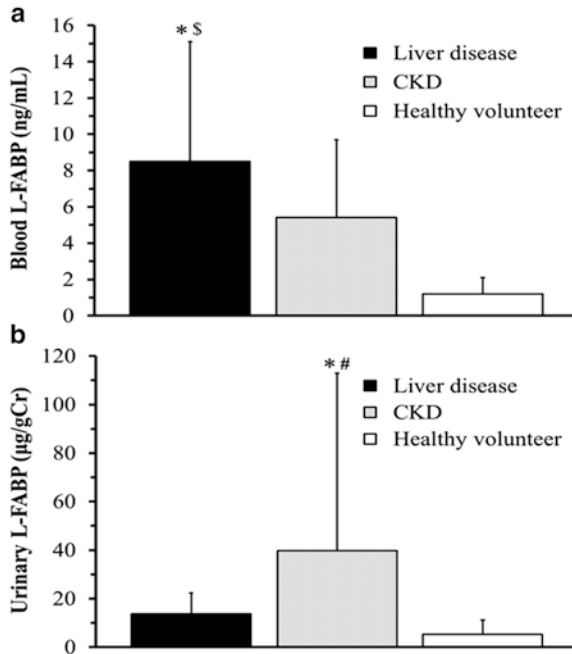 a
Blood L-FABP (ng/mL)
16
14
12
10
8
6
4
2
0
* $
Liver disease
CKD
Healthy volunteer
b
Urinary L-FABP (μg/gCr)
120
100
80
60
40
20
0
* #
Liver disease
CKD
Healthy volunteer